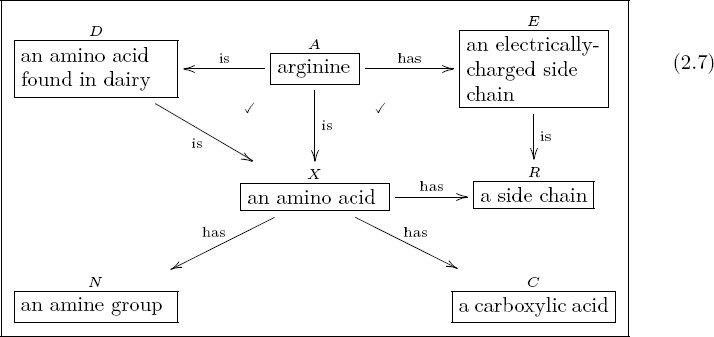 D
an amino acid
found in dairy
is
A
arginine
has
E
an electrically-
charged side
chain
(2.7)
✓
✓
is
is
is
X
an amino acid
has
R
a side chain
has
has
N
an amine group
C
a carboxylic acid